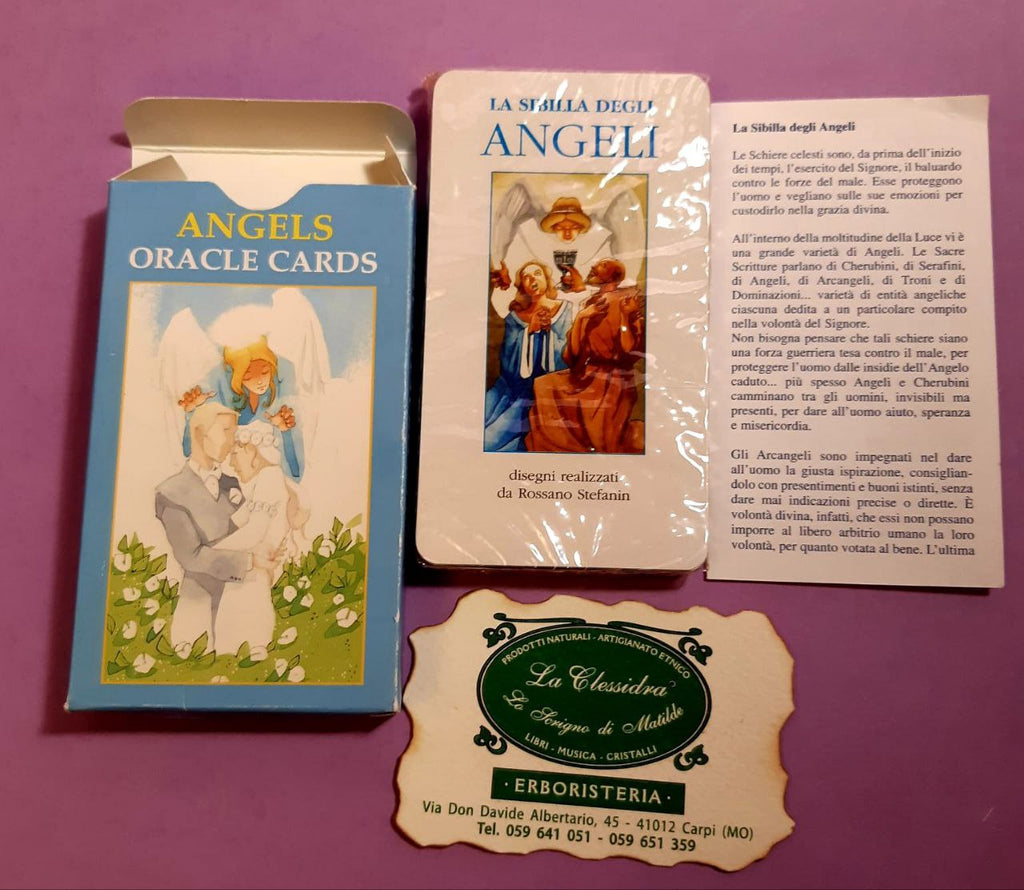 ANGELS
ORACLE CARDS
LA SIBILLA DEGLI
ANGELI
disegni realizzati
da Rossano Stefanin
La Sibilla degli Angeli
Le Schiere celesti sono, da prima dell'inizio
dei tempi, l'esercito del Signore, il baluardo
contro le forze del male. Esse proteggono
l'uomo e vegliano sulle sue emozioni per
custodirlo nella grazia divina.
All'interno della moltitudine della Luce vi è
una grande varietà di Angeli. Le Sacre
Scritture parlano di Cherubini, di Serafini,
di Angeli, di Arcangeli, di Troni e di
Dominazioni... varietà di entità angeliche
ciascuna dedita a un particolare compito
nella volontà del Signore.
Non bisogna pensare che tali schiere siano
una forza guerriera tesa contro il male, per
proteggere l'uomo dalle insidie dell'Angelo
caduto... più spesso Angeli e Cherubini
camminano tra gli uomini, invisibili ma
presenti, per dare all'uomo aiuto, speranza
e misericordia.
Gli Arcangeli sono impegnati nel dare
all'uomo la giusta ispirazione, consiglian-
dolo con presentimenti e buoni istinti, senza
dare mai indicazioni precise o dirette. È
volontà divina, infatti, che essi non possano
imporre al libero arbitrio umano la loro
volontà, per quanto votata al bene. L'ultima
PRODOTTI NATURALI - ARTIGIANATO ETNICO
La Clessidra
Lo Scrigno di Matilde
LIBRI - MUSICA - CRISTALLI
· ERBORISTERIA ·
Via Don Davide Albertario, 45 - 41012 Carpi (MO)
Tel. 059 641 051 - 059 651 359